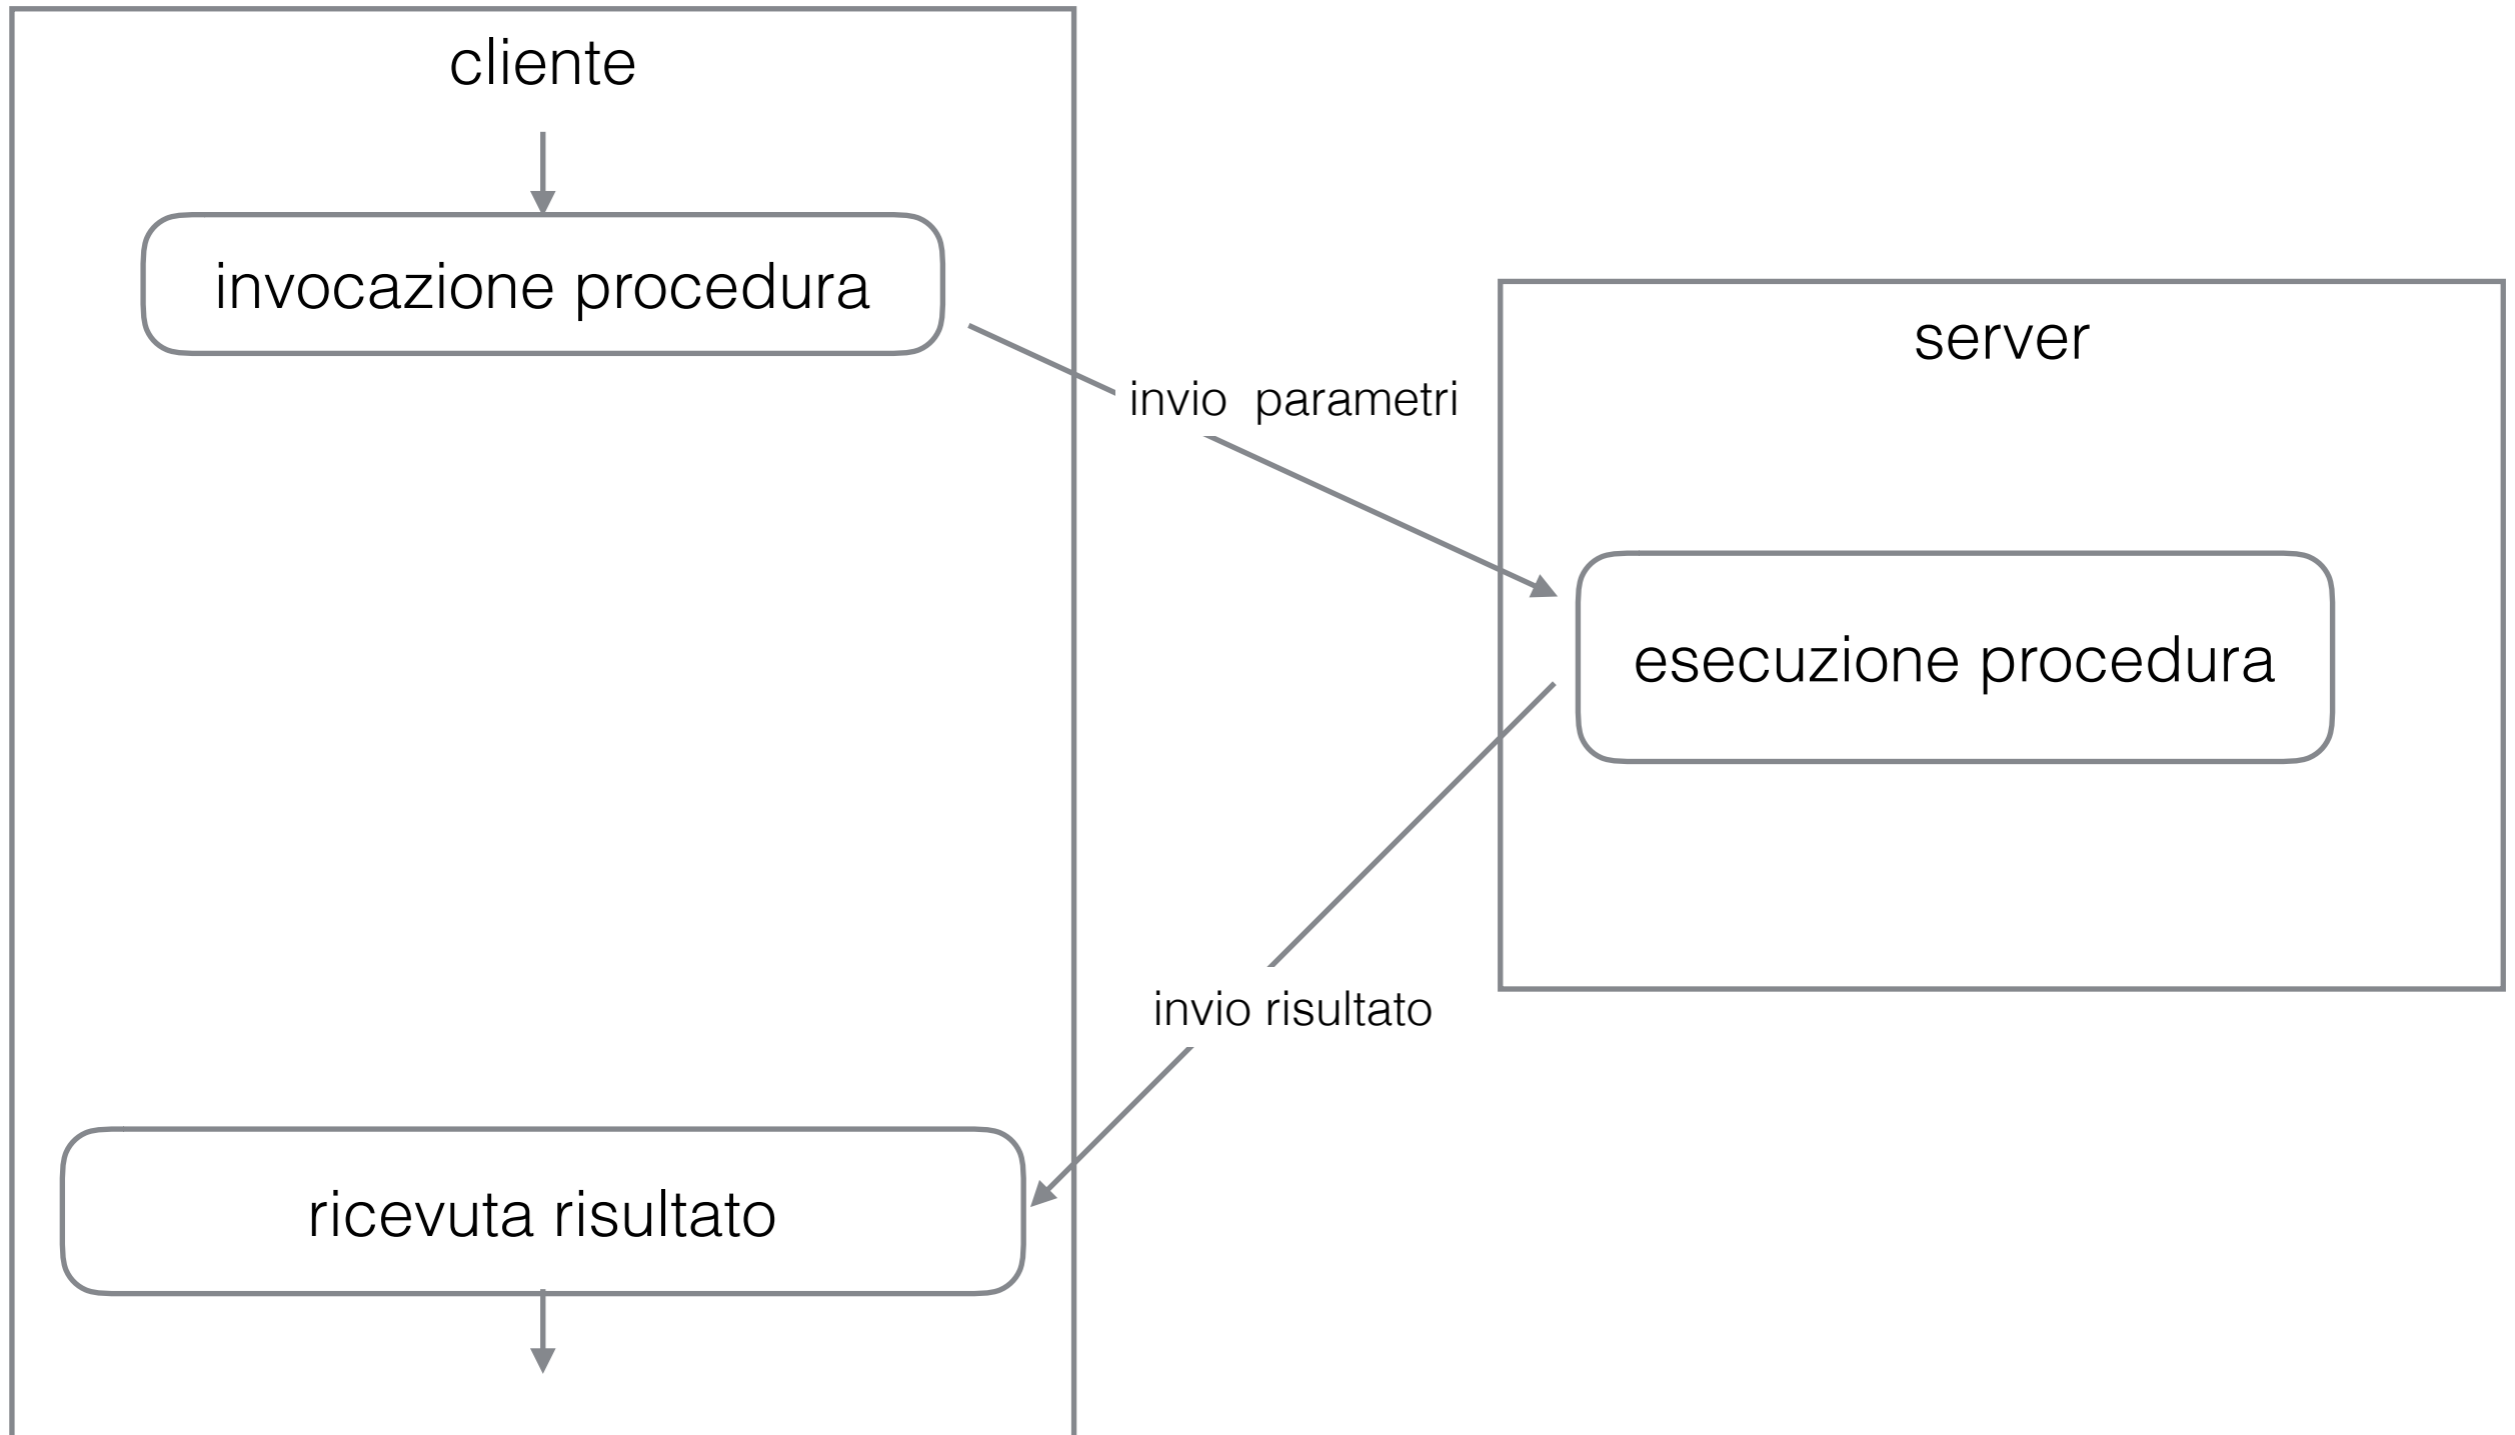 cliente
invocazione procedura
server
invio  parametri
esecuzione procedura
invio risultato
ricevuta risultato